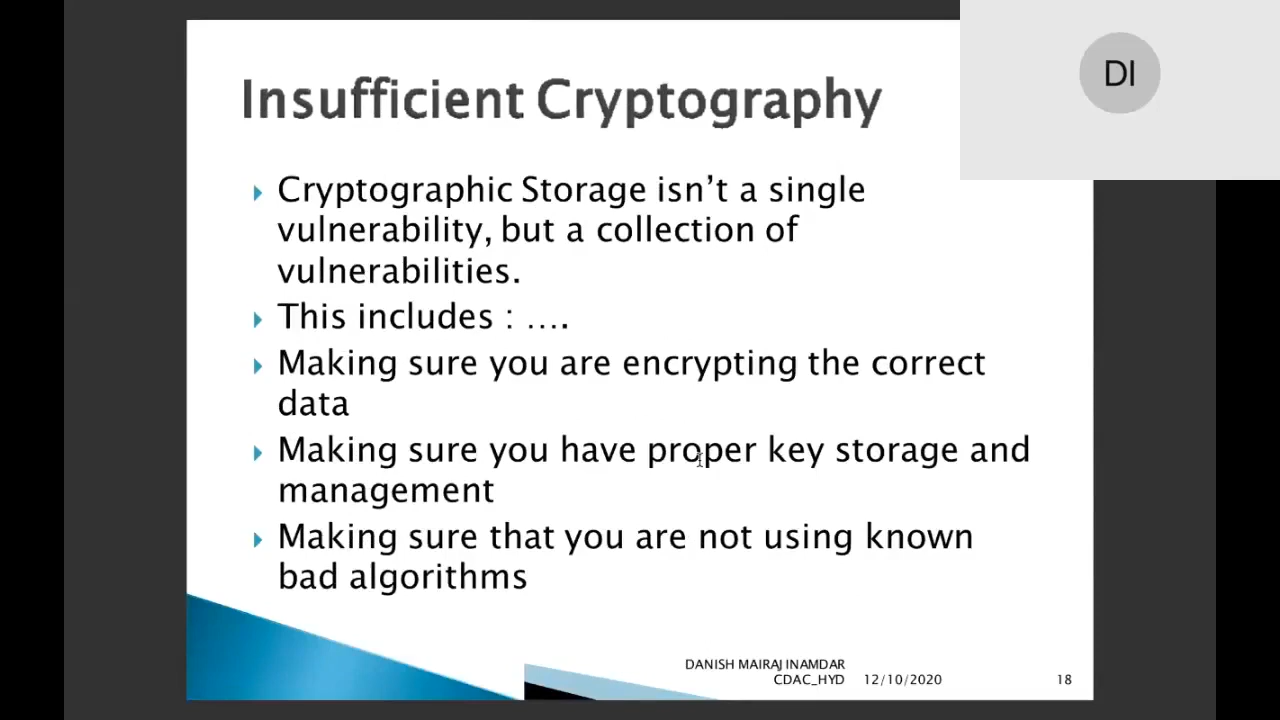 Insufficient Cryptography
DI
Cryptographic Storage isn’t a single
vulnerability, but a collection of
vulnerabilities.
This includes : ....
Making sure you are encrypting the correct
data
Making sure you have proper key storage and
management
Making sure that you are not using known
bad algorithms
DANISH MAIRAJ INAMDAR
CDAC_HYD 12/10/2020 18